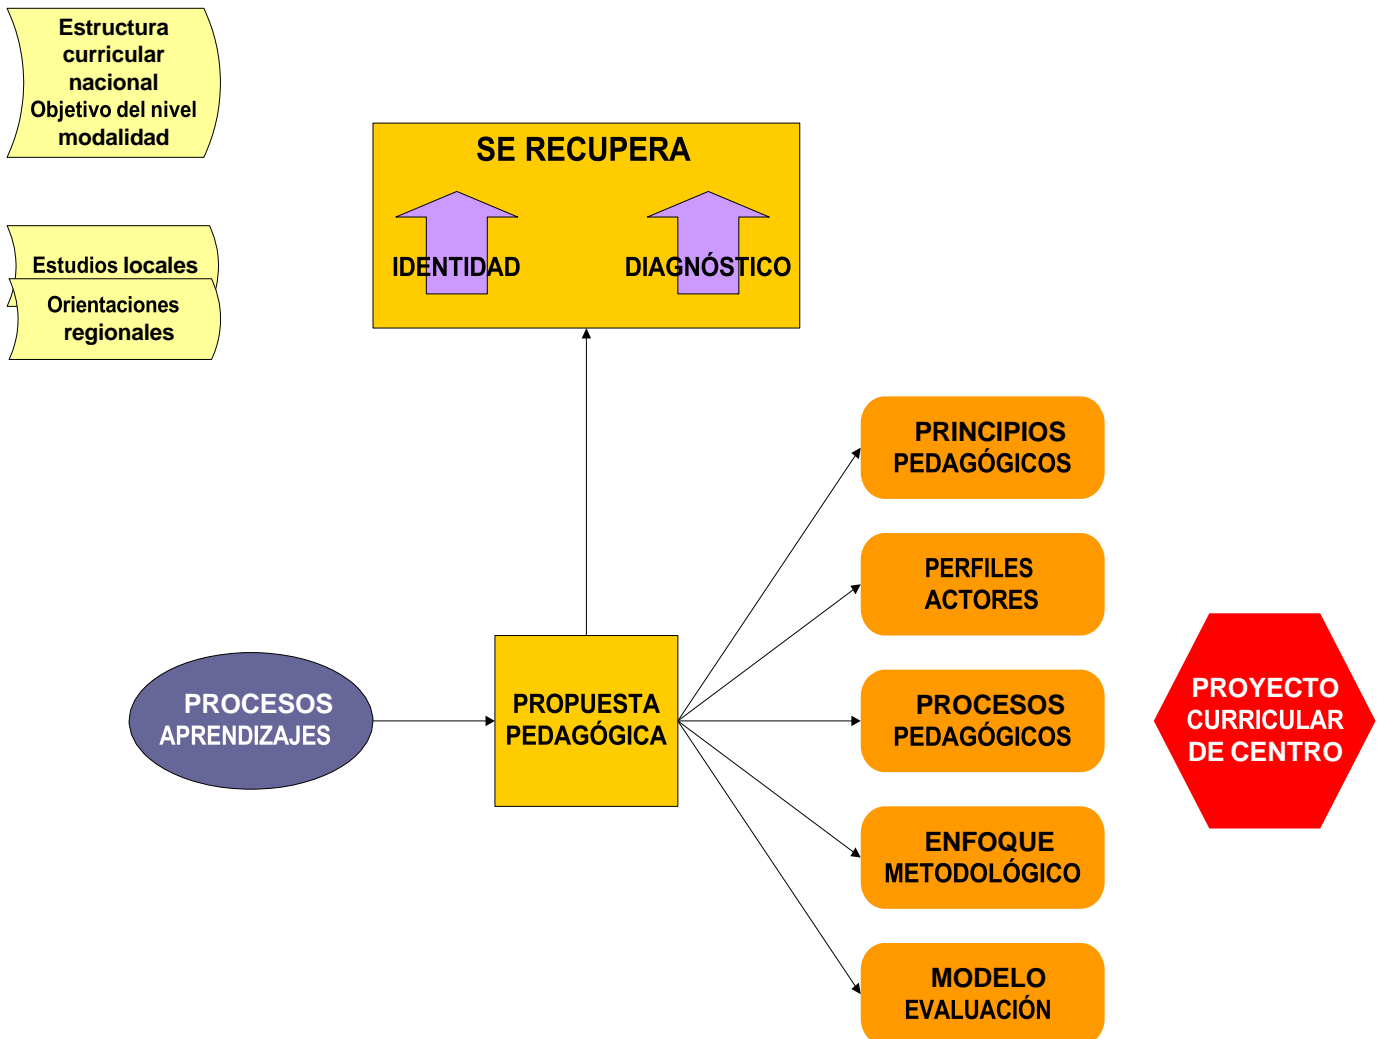 Estructura
curricular
nacional
Objetivo del nivel
modalidad
SE RECUPERA
IDENTIDAD
DIAGNÓSTICO
Estudios locales
Orientaciones
regionales
PRINCIPIOS
PEDAGÓGICOS
PERFILES
ACTORES
PROCESOS
APRENDIZAJES
PROPUESTA
PEDAGÓGICA
PROCESOS
PEDAGÓGICOS
PROYECTO
CURRICULAR
DE CENTRO
ENFOQUE
METODOLÓGICO
MODELO
EVALUACIÓN